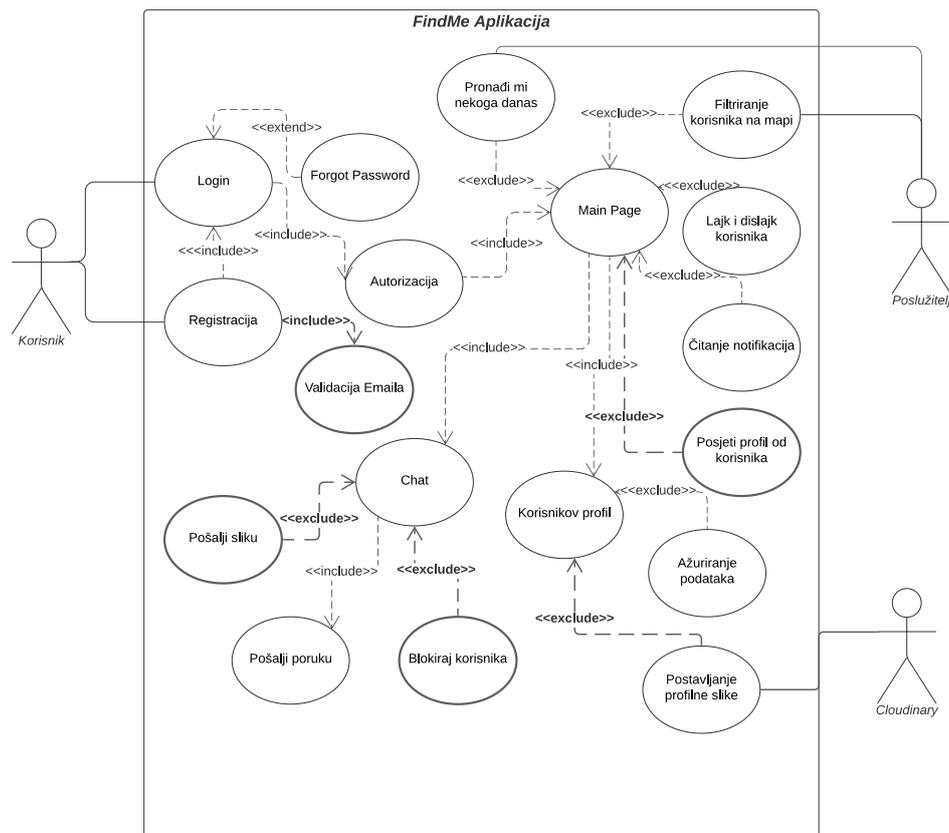 FindMe Aplikacija
Pronađi mi
nekoga danas
<<exclude>>
Filtriranje
korisnika na mapi
<<extend>>
Login
Forgot Password
<<exclude>>
<<exclude>>
Main Page
Lajk i dislajk
korisnika
<<include>>
<<include>>
<<<include>>
Autorizacija
<<exclude>>
Poslužitelj
Korisnik
Registracija
<include>>
<<include>>
Čitanje notifikacija
<<include>>
Validacija Emaila
<<exclude>>
Posjeti profil od
korisnika
Chat
<<exclude>>
Korisnikov profil
<<exclude>>
Pošalji sliku
<<include>>
<<exclude>>
Ažuriranje
podataka
<<exclude>>
Pošalji poruku
Blokiraj korisnika
Postavljanje
profilne slike
Cloudinary